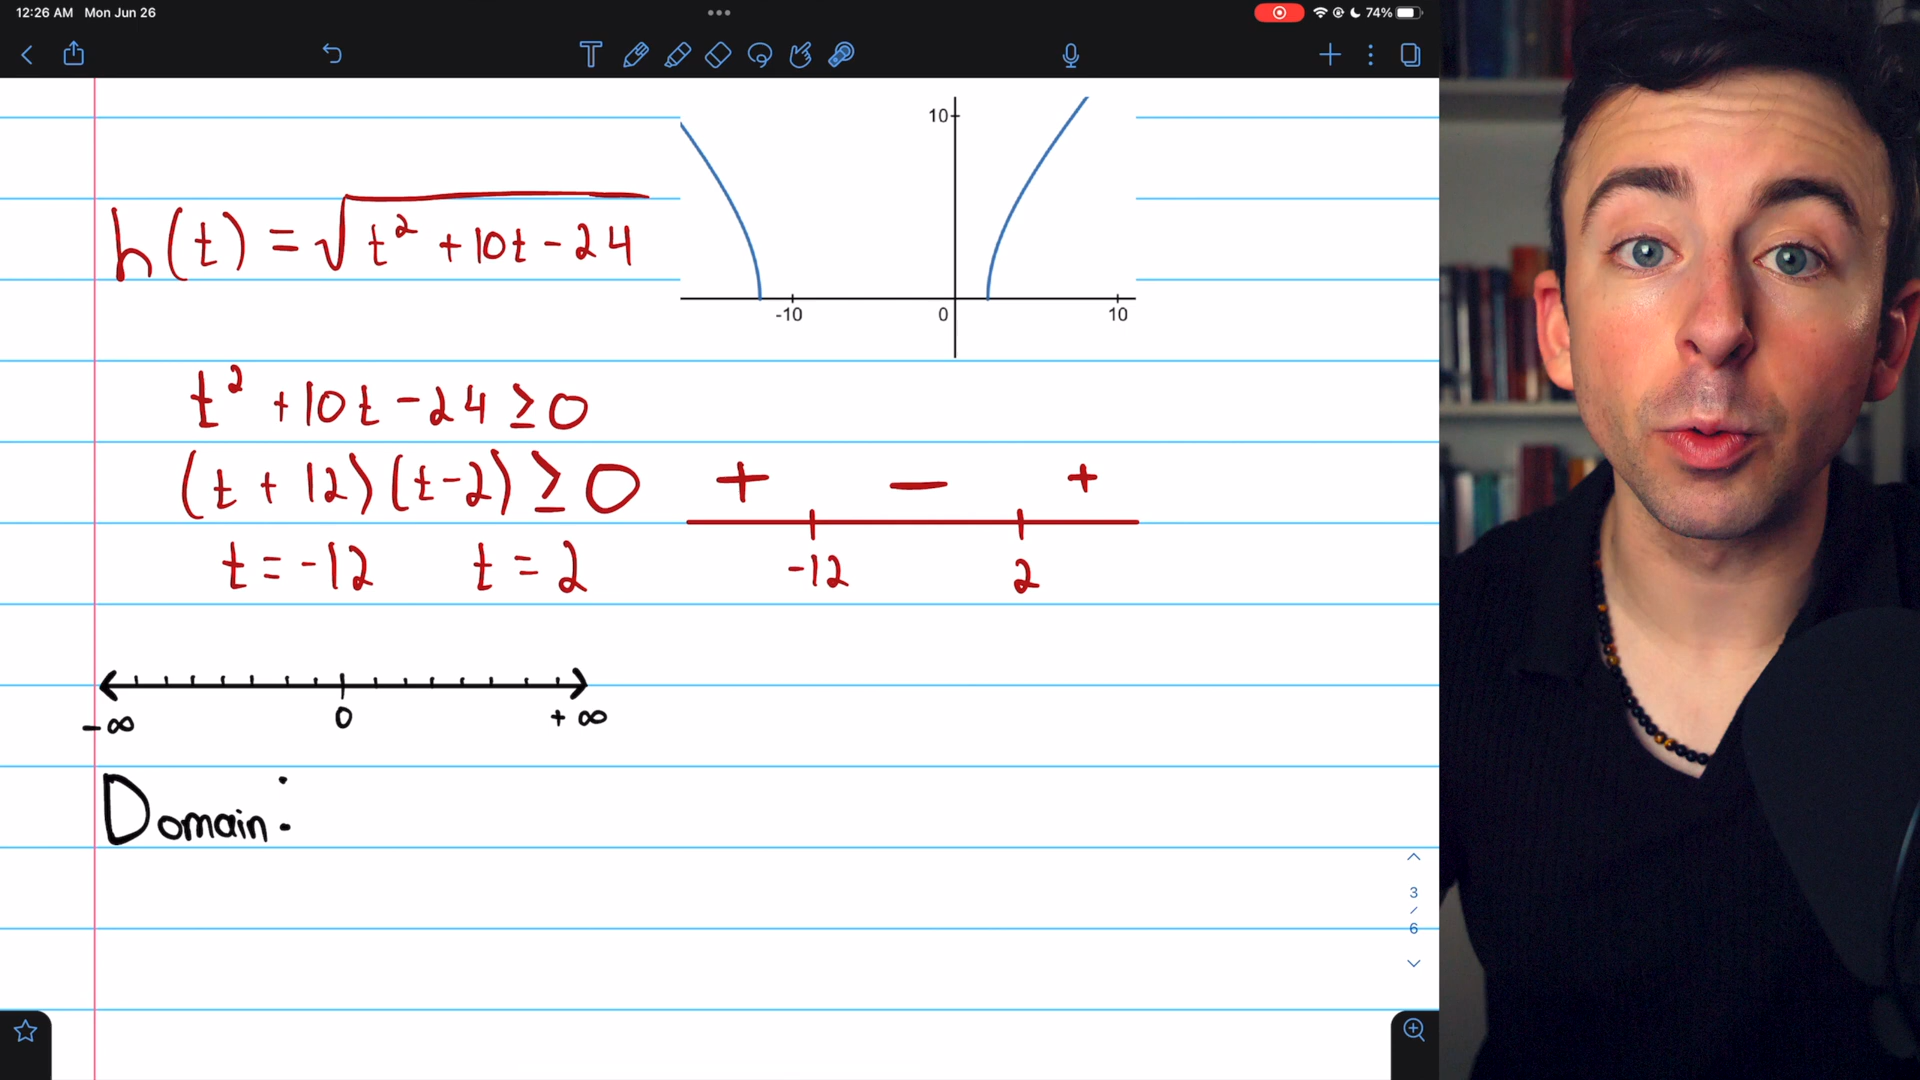 12:26 AM Mon Jun 26
74%
10
h(t) = √t² + 10t - 24
-10 0 10
t² + 10t - 24 ≥ 0
(t + 12)(t - 2) ≥ 0
+ - +
t = -12 t = 2
-12 2
-∞ 0 +∞
Domain:
3
/
6